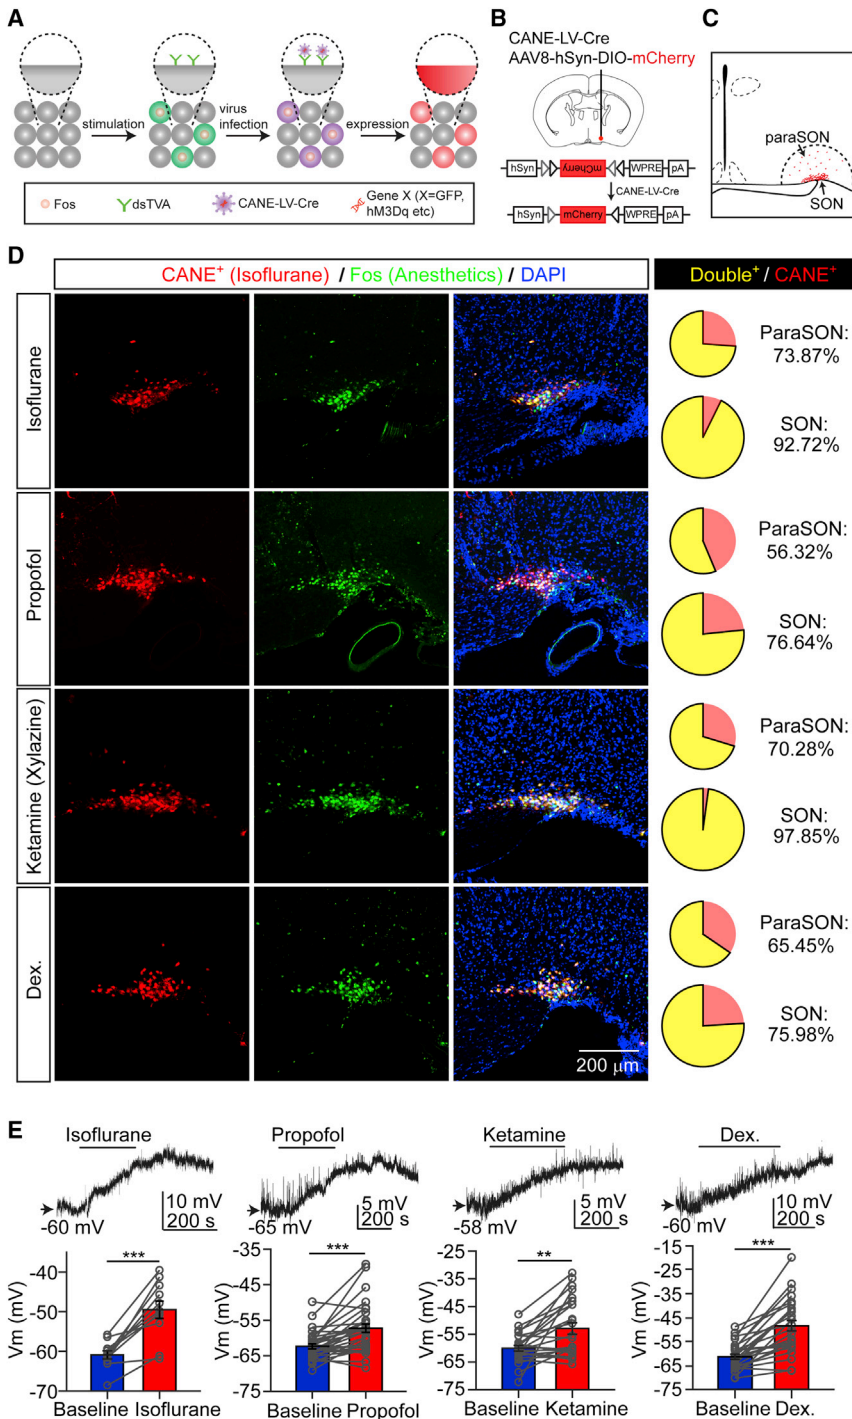 A
stimulation
virus
infection
expression
Fos
dsTVA
CANE-LV-Cre
Gene X (X=GFP,
hM3Dq etc)
B
CANE-LV-Cre
AAV8-hSyn-DIO-mCherry
hSyn
mCherry
WPRE
pA
CANE-LV-Cre
hSyn
mCherry
WPRE
pA
C
paraSON
SON
D
CANE+ (Isoflurane) / Fos (Anesthetics) / DAPI
Double+ / CANE+
Isoflurane
ParaSON:
73.87%
SON:
92.72%
Propofol
ParaSON:
56.32%
SON:
76.64%
Ketamine (Xylazine)
ParaSON:
70.28%
SON:
97.85%
Dex.
200 μm
ParaSON:
65.45%
SON:
75.98%
E
Isoflurane
-60 mV
10 mV
200 s
Propofol
-65 mV
5 mV
200 s
Ketamine
-58 mV
5 mV
200 s
Dex.
-60 mV
10 mV
200 s
Vm (mV)
-40
-50
-60
-70
***
Baseline Isoflurane
Vm (mV)
-35
-45
-55
-65
-75
***
Baseline Propofol
Vm (mV)
-25
-35
-45
-55
-65
-75
**
Baseline Ketamine
Vm (mV)
-15
-25
-35
-45
-55
-65
-75
***
Baseline Dex.